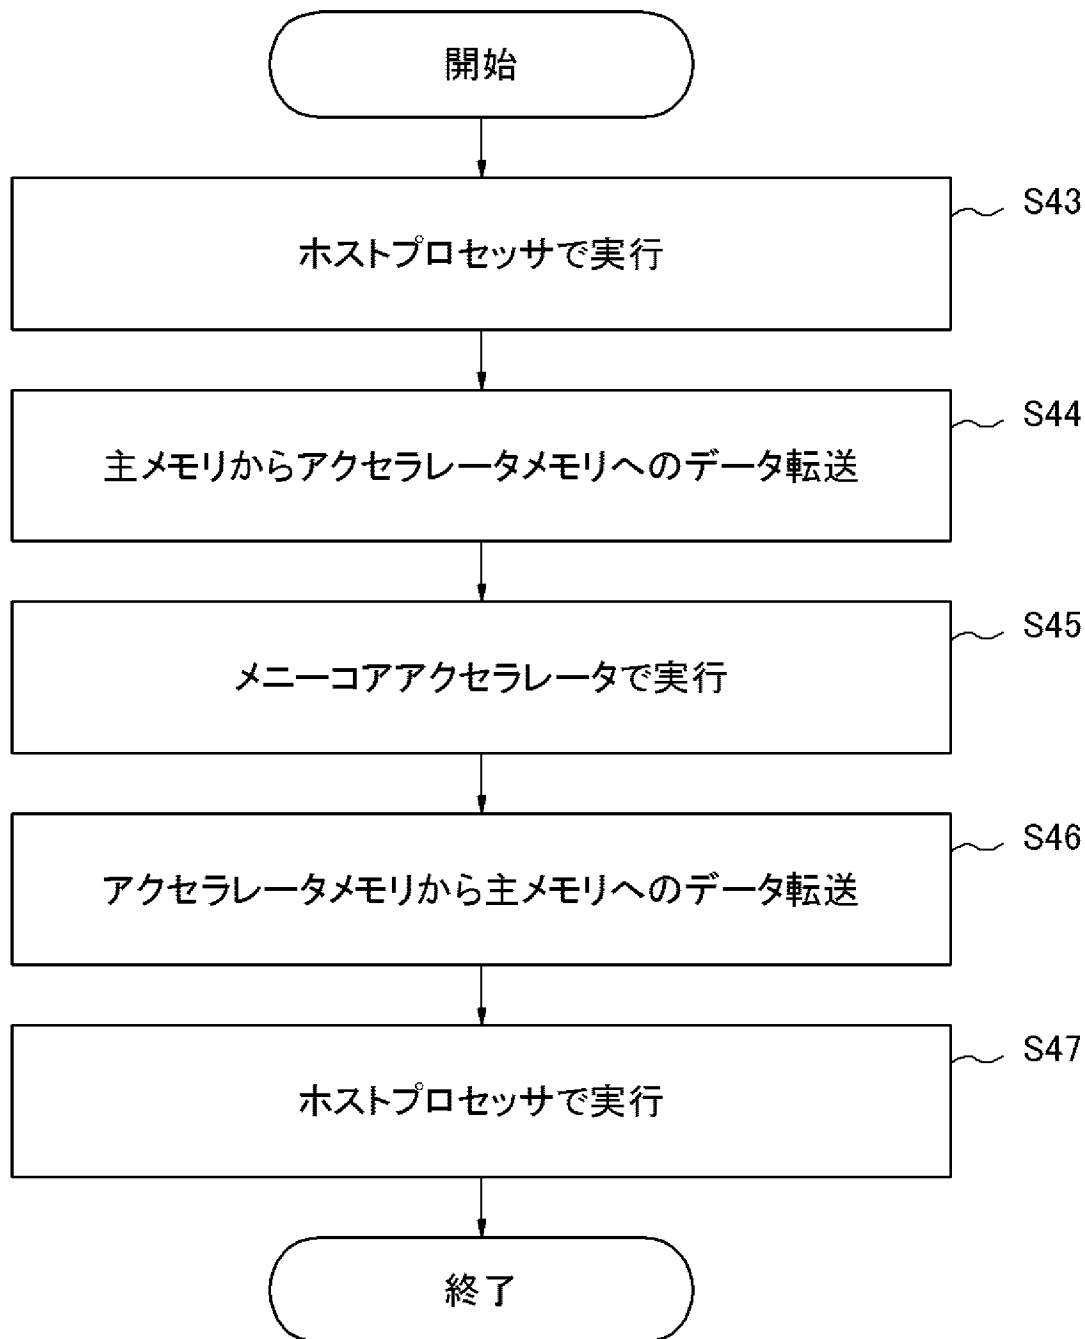 開始
S43
ホストプロセッサで実行
S44
主メモリからアクセラレータメモリへのデータ転送
S45
メニーコアアクセラレータで実行
S46
アクセラレータメモリから主メモリへのデータ転送
S47
ホストプロセッサで実行
終了